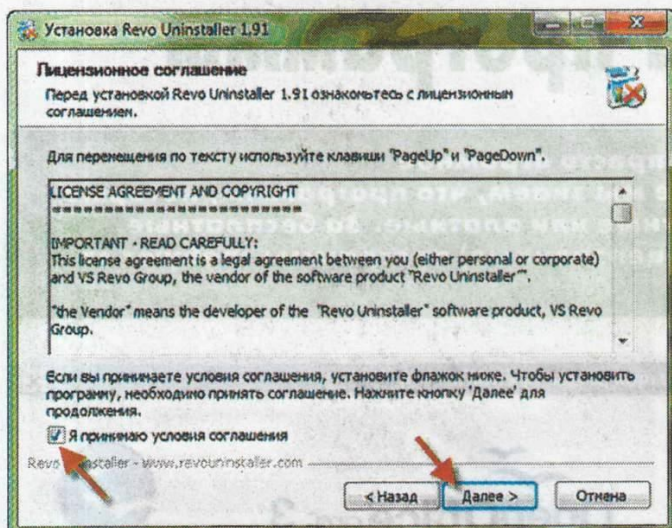 Установка Revo Uninstaller 1.91
Лицензионное соглашение
Перед установкой Revo Uninstaller 1.91 ознакомьтесь с лицензионным
соглашением.
Для перемещения по тексту используйте клавиши "PageUp" и "PageDown".
LICENSE AGREEMENT AND COPYRIGHT
=========================
IMPORTANT - READ CAREFULLY:
This license agreement is a legal agreement between you (either personal or corporate)
and VS Revo Group, the vendor of the software product "Revo Uninstaller"".
"the Vendor" means the developer of the "Revo Uninstaller" software product, VS Revo
Group.
Если вы принимаете условия соглашения, установите флажок ниже. Чтобы установить
программу, необходимо принять соглашение. Нажмите кнопку 'Далее' для
продолжения.
Я принимаю условия соглашения
Revo Uninstaller - www.revouninstaller.com
< Назад
Далее >
Отмена